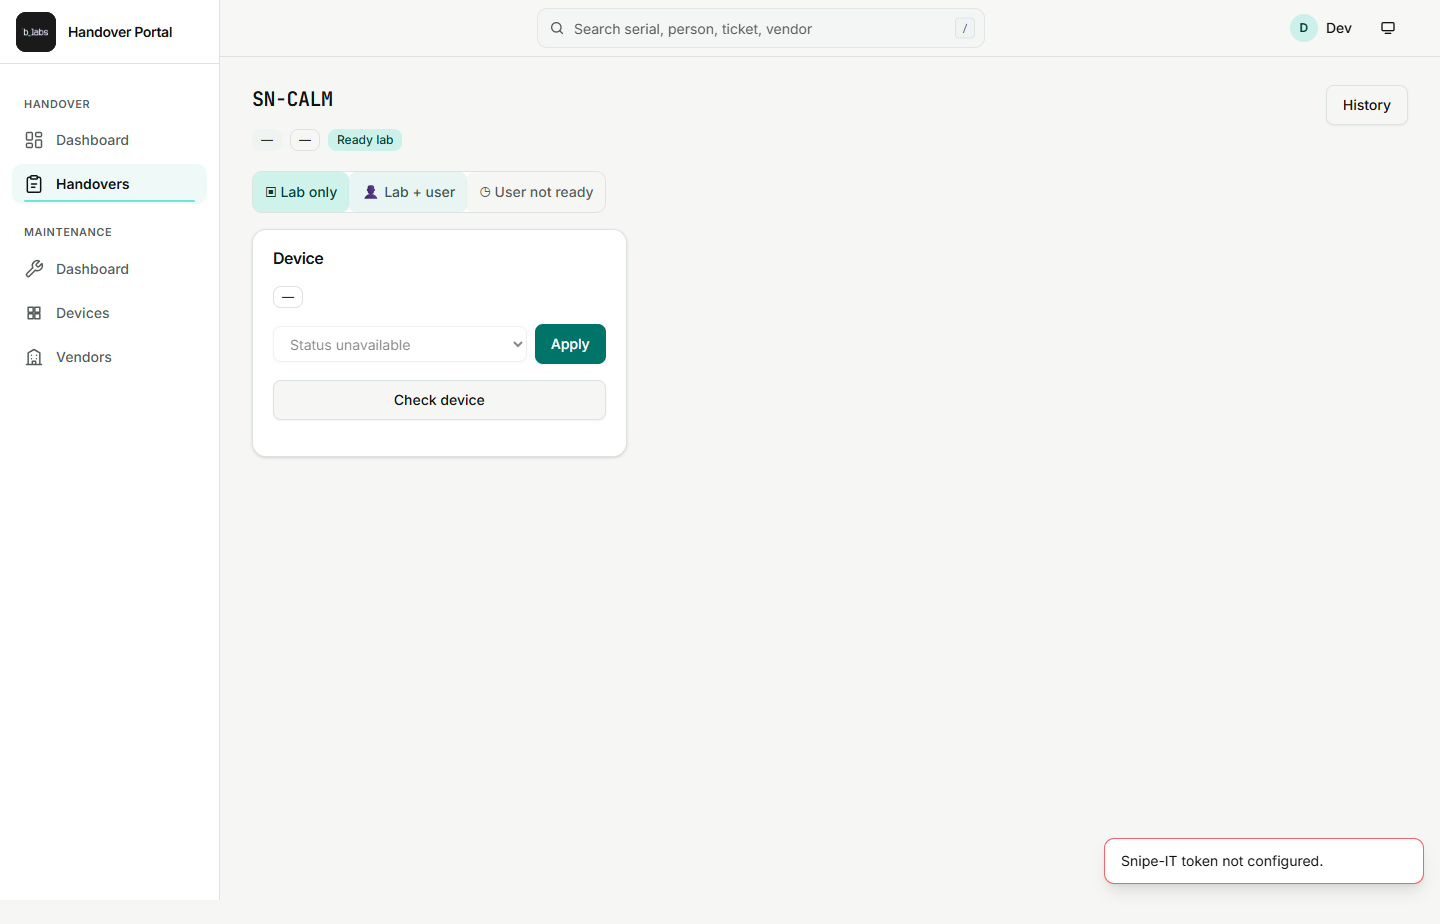 b_labs
Handover Portal
Search serial, person, ticket, vendor
/
D
Dev
HANDOVER
Dashboard
Handovers
MAINTENANCE
Dashboard
Devices
Vendors
SN-CALM
History
—
—
Ready lab
Lab only
Lab + user
User not ready
Device
—
Status unavailable
Apply
Check device
Snipe-IT token not configured.